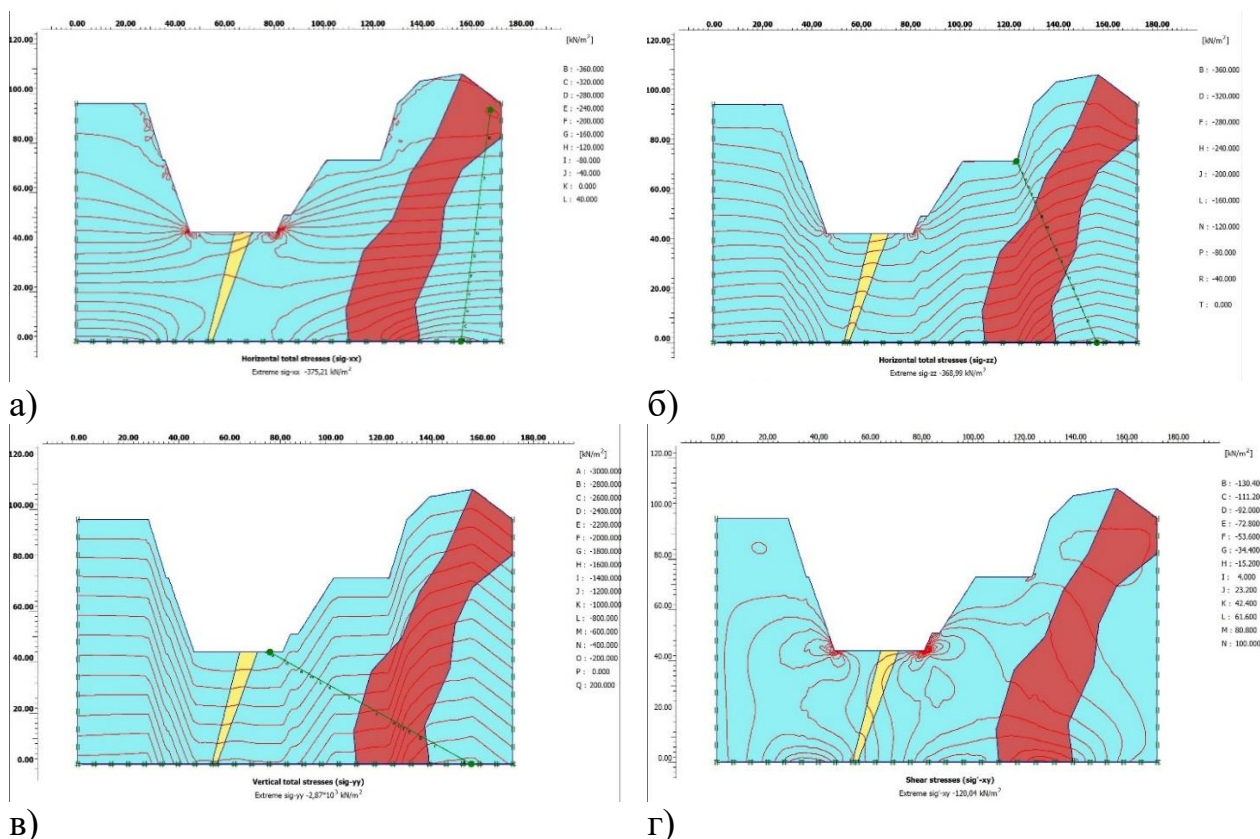 0.00 20.00 40.00 60.00 80.00 100.00 120.00 140.00 160.00 180.00
120.00
100.00
80.00
60.00
40.00
20.00
0.00
[kN/m²]
B : -360.000
C : -320.000
D : -280.000
E : -240.000
F : -200.000
G : -160.000
H : -120.000
I : -80.000
J : -40.000
K : 0.000
L : 40.000
Horizontal total stresses (sig-xx)
Extreme sig-xx -375,21 kN/m²
а)
0.00 20.00 40.00 60.00 80.00 100.00 120.00 140.00 160.00 180.00
120.00
100.00
80.00
60.00
40.00
20.00
0.00
[kN/m²]
B : -360.000
D : -320.000
F : -280.000
H : -240.000
J : -200.000
L : -160.000
N : -120.000
P : -80.000
R : -40.000
T : 0.000
Horizontal total stresses (sig-zz)
Extreme sig-zz -368,99 kN/m²
б)
0.00 20.00 40.00 60.00 80.00 100.00 120.00 140.00 160.00 180.00
120.00
100.00
80.00
60.00
40.00
20.00
0.00
[kN/m²]
A : -3000.000
B : -2800.000
C : -2600.000
D : -2400.000
E : -2200.000
F : -2000.000
G : -1800.000
H : -1600.000
I : -1400.000
J : -1200.000
K : -1000.000
L : -800.000
M : -600.000
N : -400.000
O : -200.000
P : 0.000
Q : 200.000
Vertical total stresses (sig-yy)
Extreme sig-yy -2,87*10³ kN/m²
в)
0.00 20.00 40.00 60.00 80.00 100.00 120.00 140.00 160.00 180.00
120.00
100.00
80.00
60.00
40.00
20.00
0.00
[kN/m²]
B : -130.40
C : -111.20
D : -92.000
E : -72.800
F : -53.600
G : -34.400
H : -15.200
I : 4.000
J : 23.200
K : 42.400
L : 61.600
M : 80.800
N : 100.000
Shear stresses (sig'-xy)
Extreme sig'-xy -120,04 kN/m²
г)